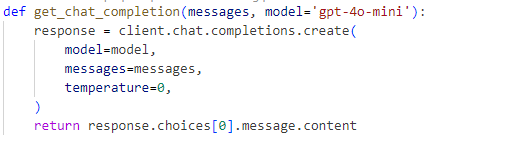 def get_chat_completion(messages, model='gpt-4o-mini'):
    response = client.chat.completions.create(
        model=model,
        messages=messages,
        temperature=0,
    )
    return response.choices[0].message.content